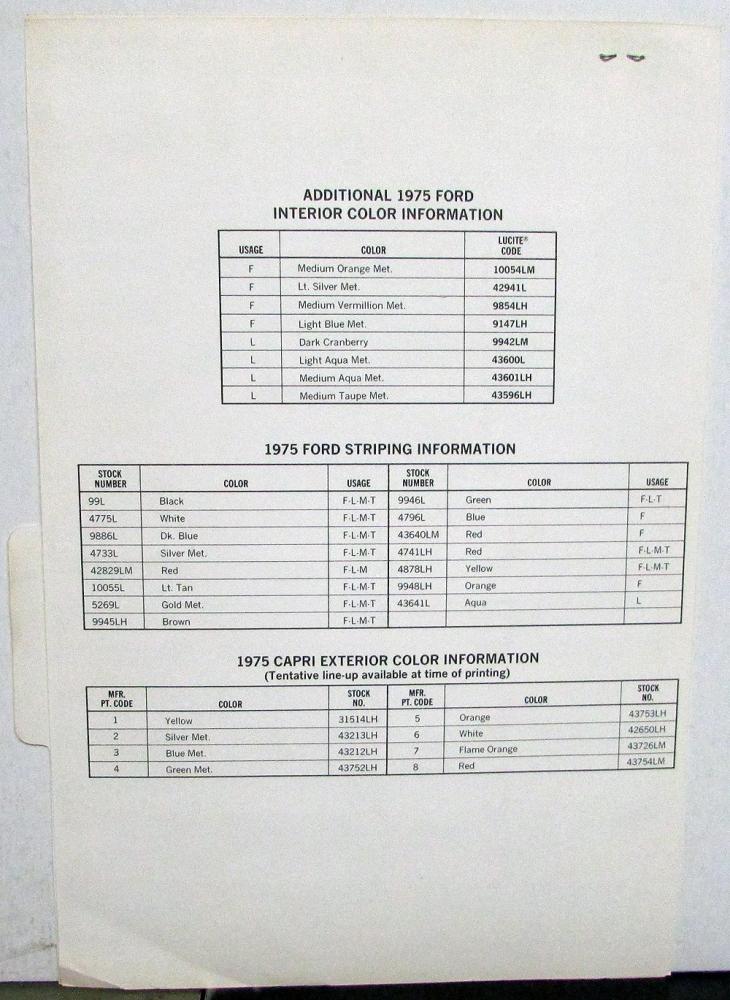 ADDITIONAL 1975 FORD
INTERIOR COLOR INFORMATION
USAGE COLOR LUCITE® CODE
F Medium Orange Met. 10054LM
F Lt. Silver Met. 42941L
F Medium Vermillion Met. 9854LH
F Light Blue Met. 9147LH
L Dark Cranberry 9942LM
L Light Aqua Met. 43600L
L Medium Aqua Met. 43601LH
L Medium Taupe Met. 43596LH
1975 FORD STRIPING INFORMATION
STOCK NUMBER COLOR USAGE STOCK NUMBER COLOR USAGE
99L Black F-L-M-T 9946L Green F-L-T
4775L White F-L-M-T 4796L Blue F
9886L Dk. Blue F-L-M-T 43640LM Red F
4733L Silver Met. F-L-M-T 4741LH Red F-L-M-T
42829LM Red F-L-M 4878LH Yellow F-L-M-T
10055L Lt. Tan F-L-M-T 9948LH Orange F
5269L Gold Met. F-L-M-T 43641L Aqua L
9945LH Brown F-L-M-T
1975 CAPRI EXTERIOR COLOR INFORMATION
(Tentative line-up available at time of printing)
MFR. PT. CODE COLOR STOCK NO. MFR. PT. CODE COLOR STOCK NO.
1 Yellow 31514LH 5 Orange 43753LH
2 Silver Met. 43213LH 6 White 42650LH
3 Blue Met. 43212LH 7 Flame Orange 43726LM
4 Green Met. 43752LH 8 Red 43754LM